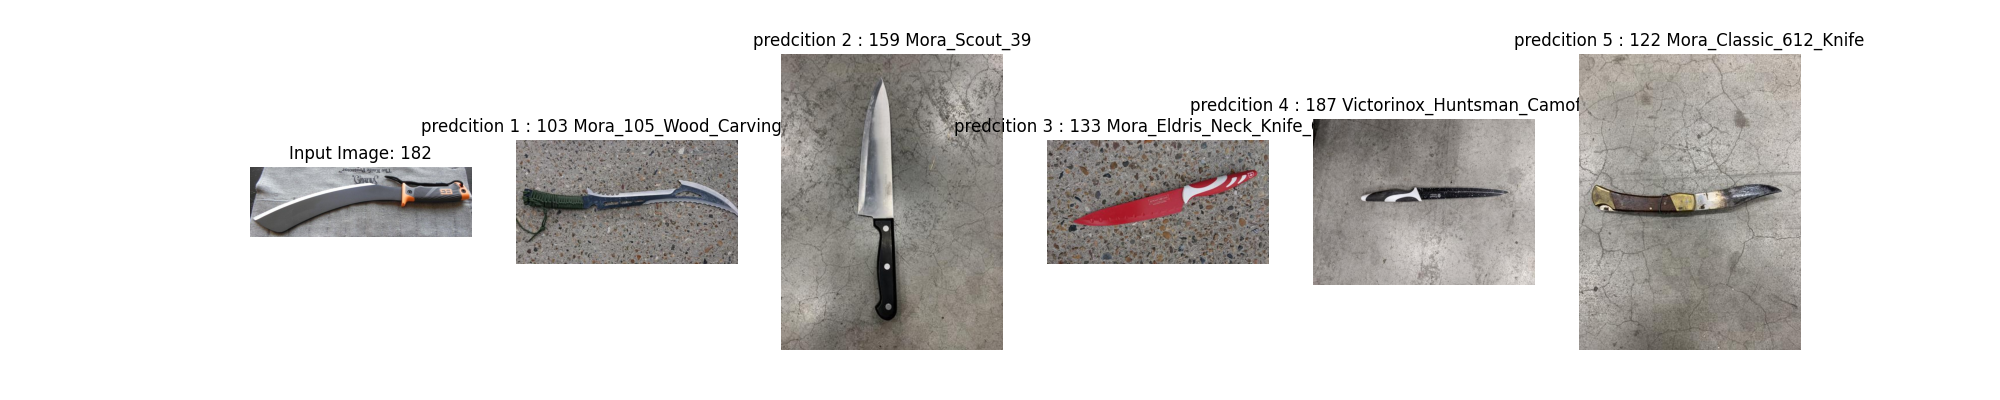 Input Image: 182
predcition 1 : 103 Mora_105_Wood_Carving
predcition 2 : 159 Mora_Scout_39
predcition 3 : 133 Mora_Eldris_Neck_Knife_
predcition 4 : 187 Victorinox_Huntsman_Camo
predcition 5 : 122 Mora_Classic_612_Knife